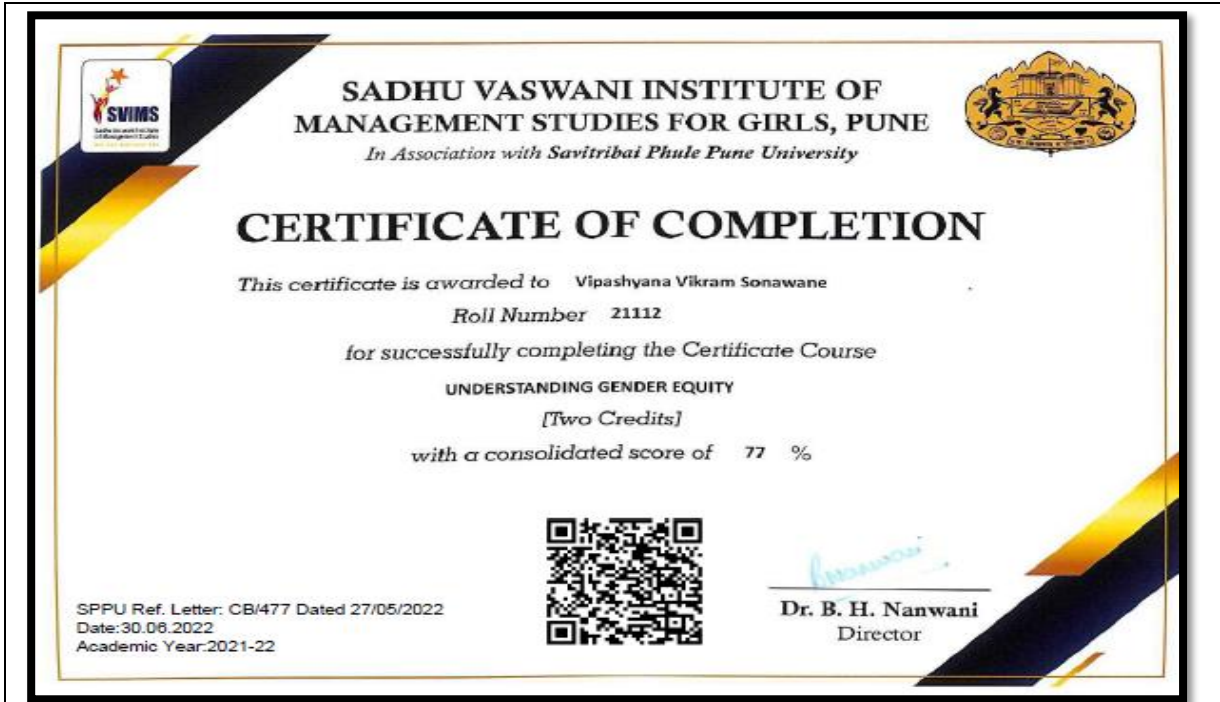 SVIMS
SADHU VASWANI INSTITUTE OF
MANAGEMENT STUDIES FOR GIRLS, PUNE
In Association with Savitribai Phule Pune University
CERTIFICATE OF COMPLETION
This certificate is awarded to Vipashyana Vikram Sonawane
Roll Number 21112
for successfully completing the Certificate Course
UNDERSTANDING GENDER EQUITY
[Two Credits]
with a consolidated score of 77 %
SPPU Ref. Letter: CB/477 Dated 27/05/2022
Date:30.06.2022
Academic Year:2021-22
Dr. B. H. Nanwani
Director